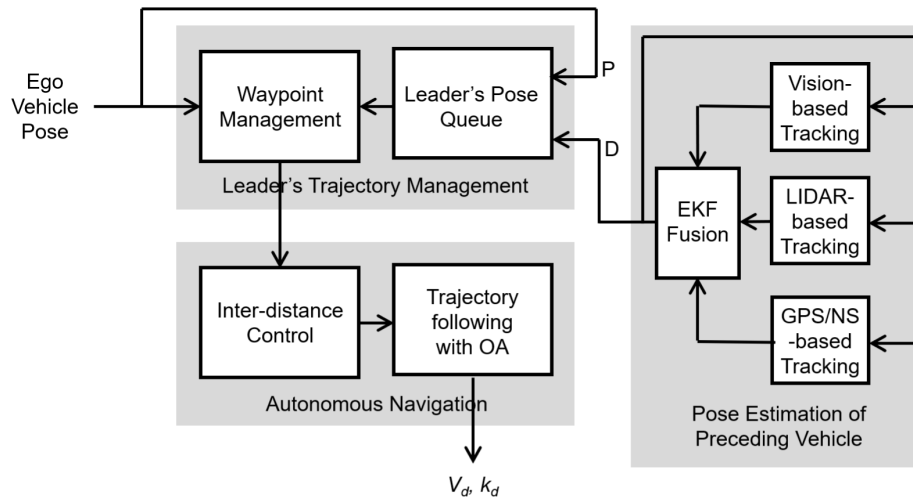 Ego
Vehicle
Pose
Waypoint
Management
Leader's Pose
Queue
P
D
Leader's Trajectory Management
Inter-distance
Control
Trajectory
following
with OA
Autonomous Navigation
V_d, k_d
EKF
Fusion
Vision-
based
Tracking
LIDAR-
based
Tracking
GPS/NS
-based
Tracking
Pose Estimation of
Preceding Vehicle